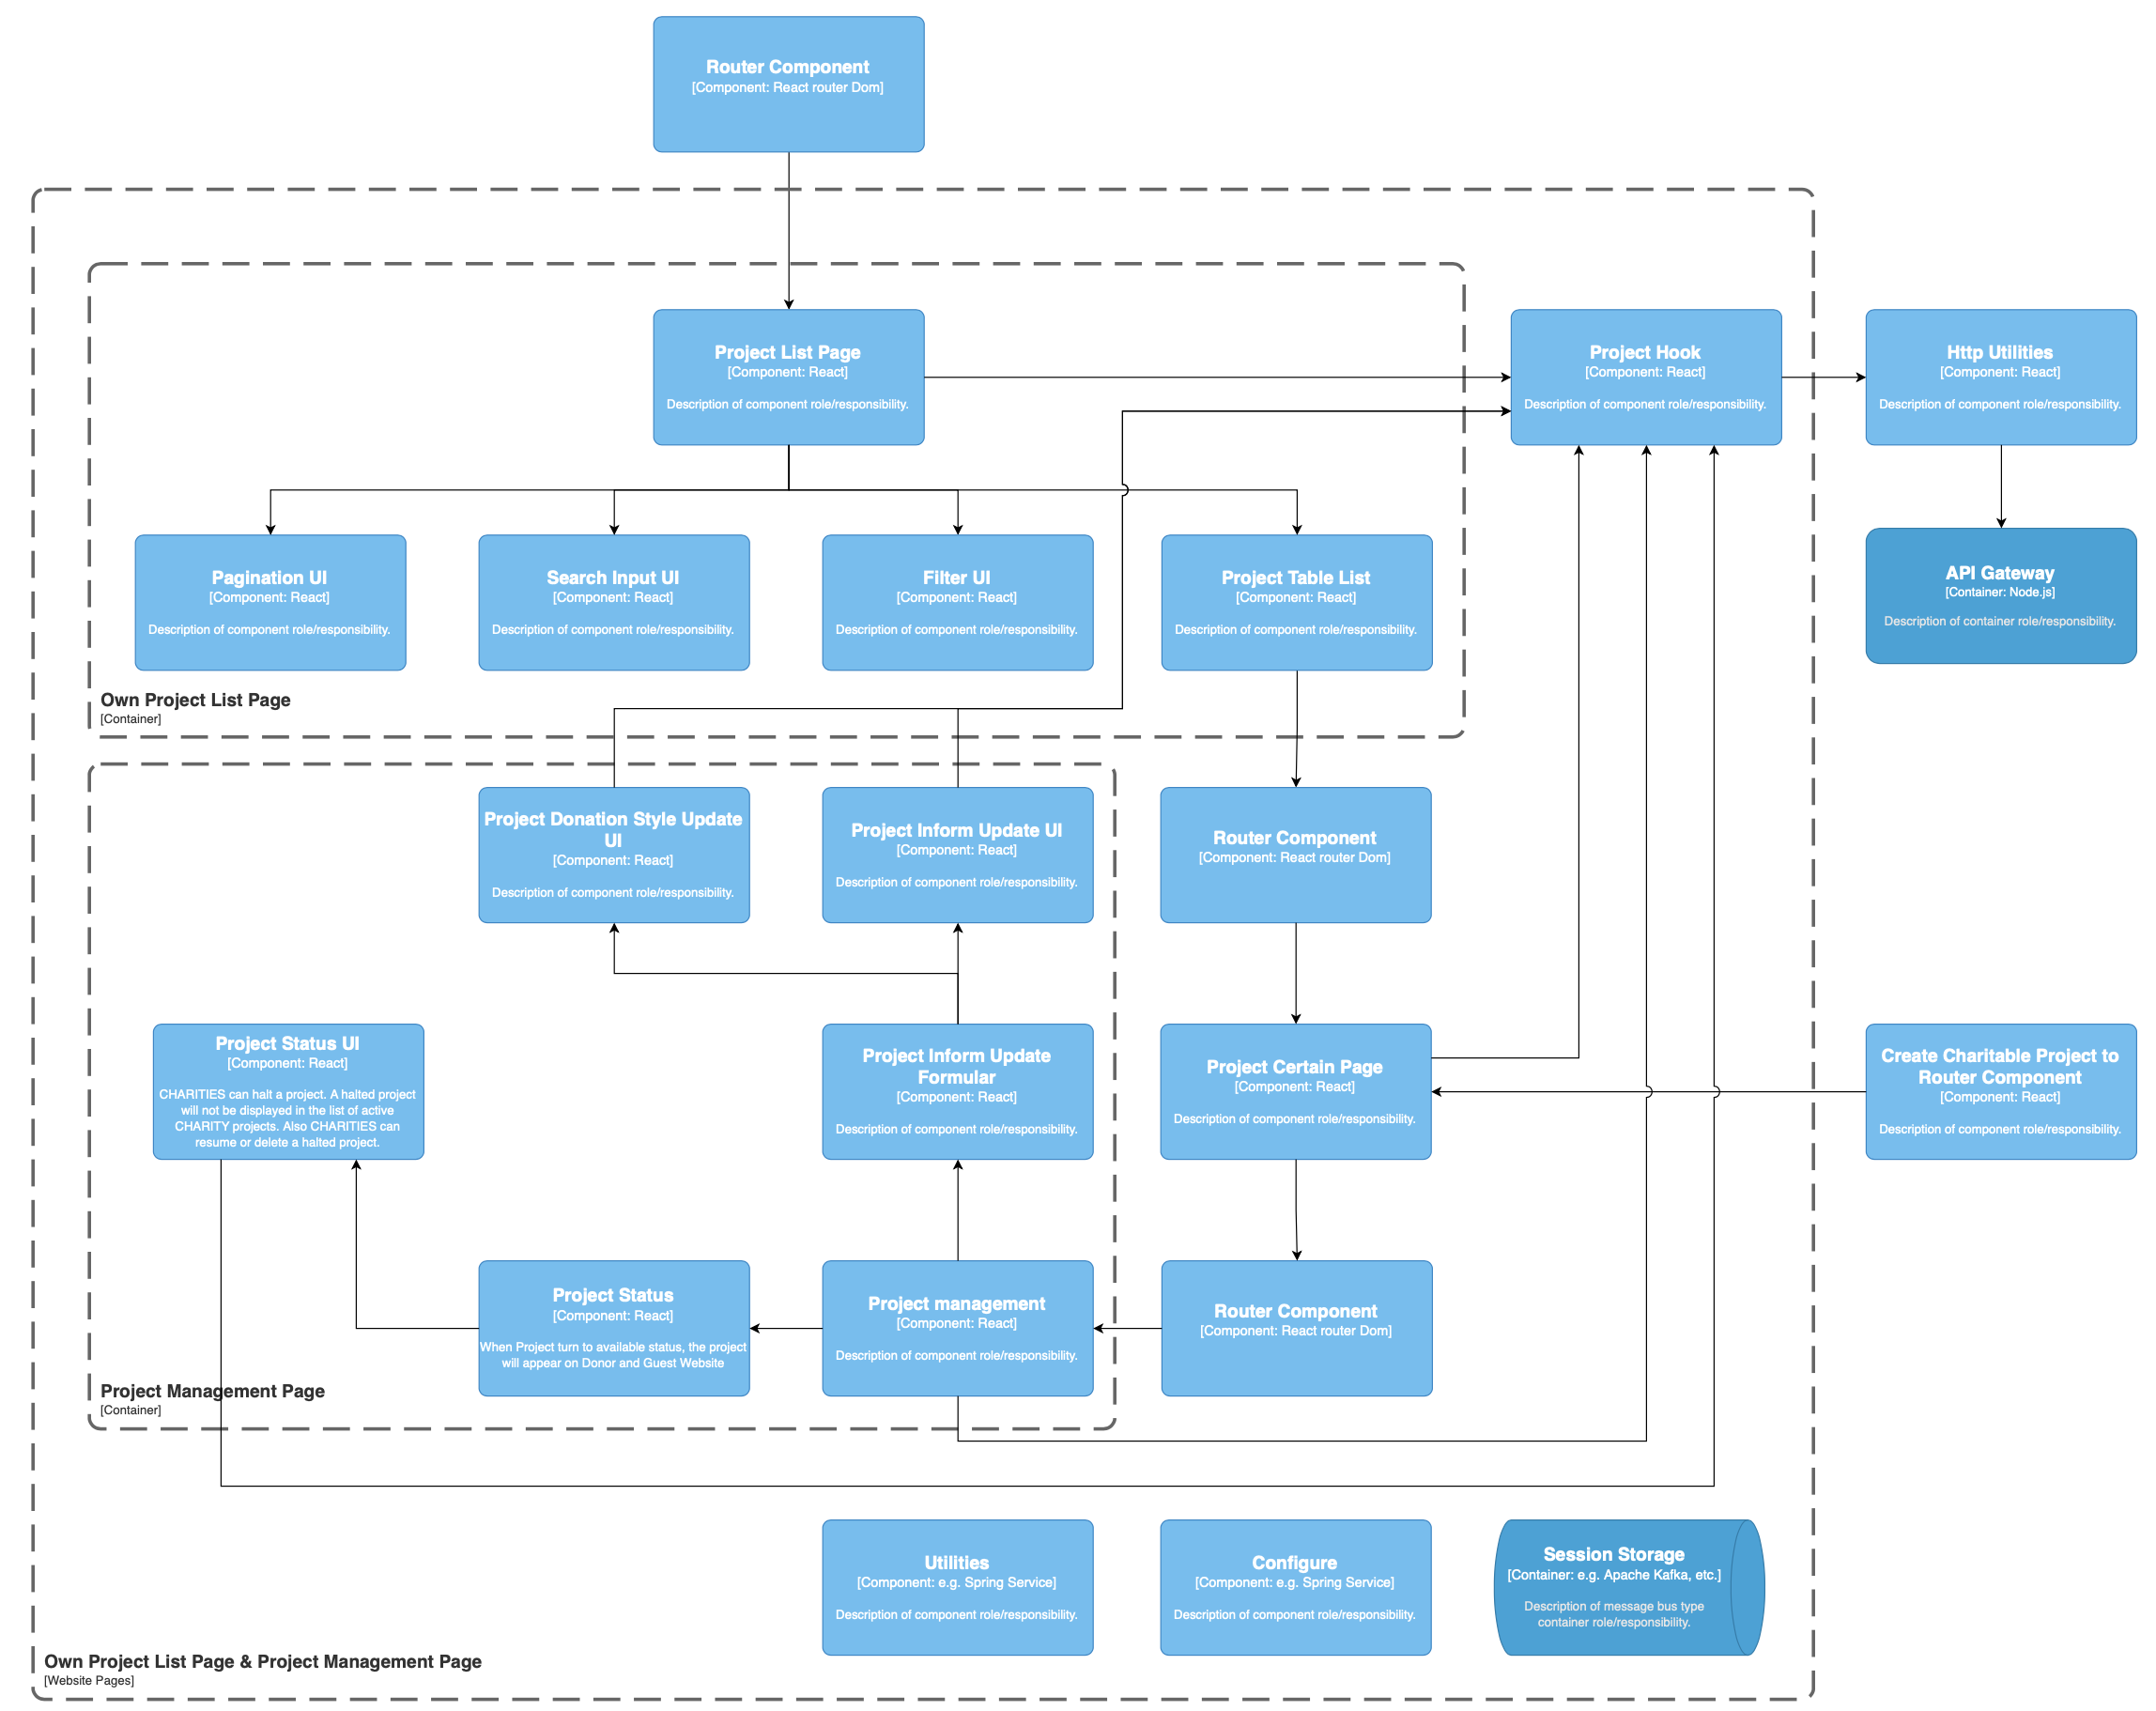 Router Component
[Component: React router Dom]
Project List Page
[Component: React]
Description of component role/responsibility.
Project Hook
[Component: React]
Description of component role/responsibility.
Http Utilities
[Component: React]
Description of component role/responsibility.
Pagination UI
[Component: React]
Description of component role/responsibility.
Search Input UI
[Component: React]
Description of component role/responsibility.
Filter UI
[Component: React]
Description of component role/responsibility.
Project Table List
[Component: React]
Description of component role/responsibility.
API Gateway
[Container: Node.js]
Description of container role/responsibility.
Own Project List Page
[Container]
Project Donation Style Update
UI
[Component: React]
Description of component role/responsibility.
Project Inform Update UI
[Component: React]
Description of component role/responsibility.
Router Component
[Component: React router Dom]
Project Status UI
[Component: React]
CHARITIES can halt a project. A halted project
will not be displayed in the list of active
CHARITY projects. Also CHARITIES can
resume or delete a halted project.
Project Inform Update
Formular
[Component: React]
Description of component role/responsibility.
Project Certain Page
[Component: React]
Description of component role/responsibility.
Create Charitable Project to
Router Component
[Component: React]
Description of component role/responsibility.
Project Status
[Component: React]
When Project turn to available status, the project
will appear on Donor and Guest Website
Project management
[Component: React]
Description of component role/responsibility.
Router Component
[Component: React router Dom]
Project Management Page
[Container]
Utilities
[Component: e.g. Spring Service]
Description of component role/responsibility.
Configure
[Component: e.g. Spring Service]
Description of component role/responsibility.
Session Storage
[Container: e.g. Apache Kafka, etc.]
Description of message bus type
container role/responsibility.
Own Project List Page & Project Management Page
[Website Pages]